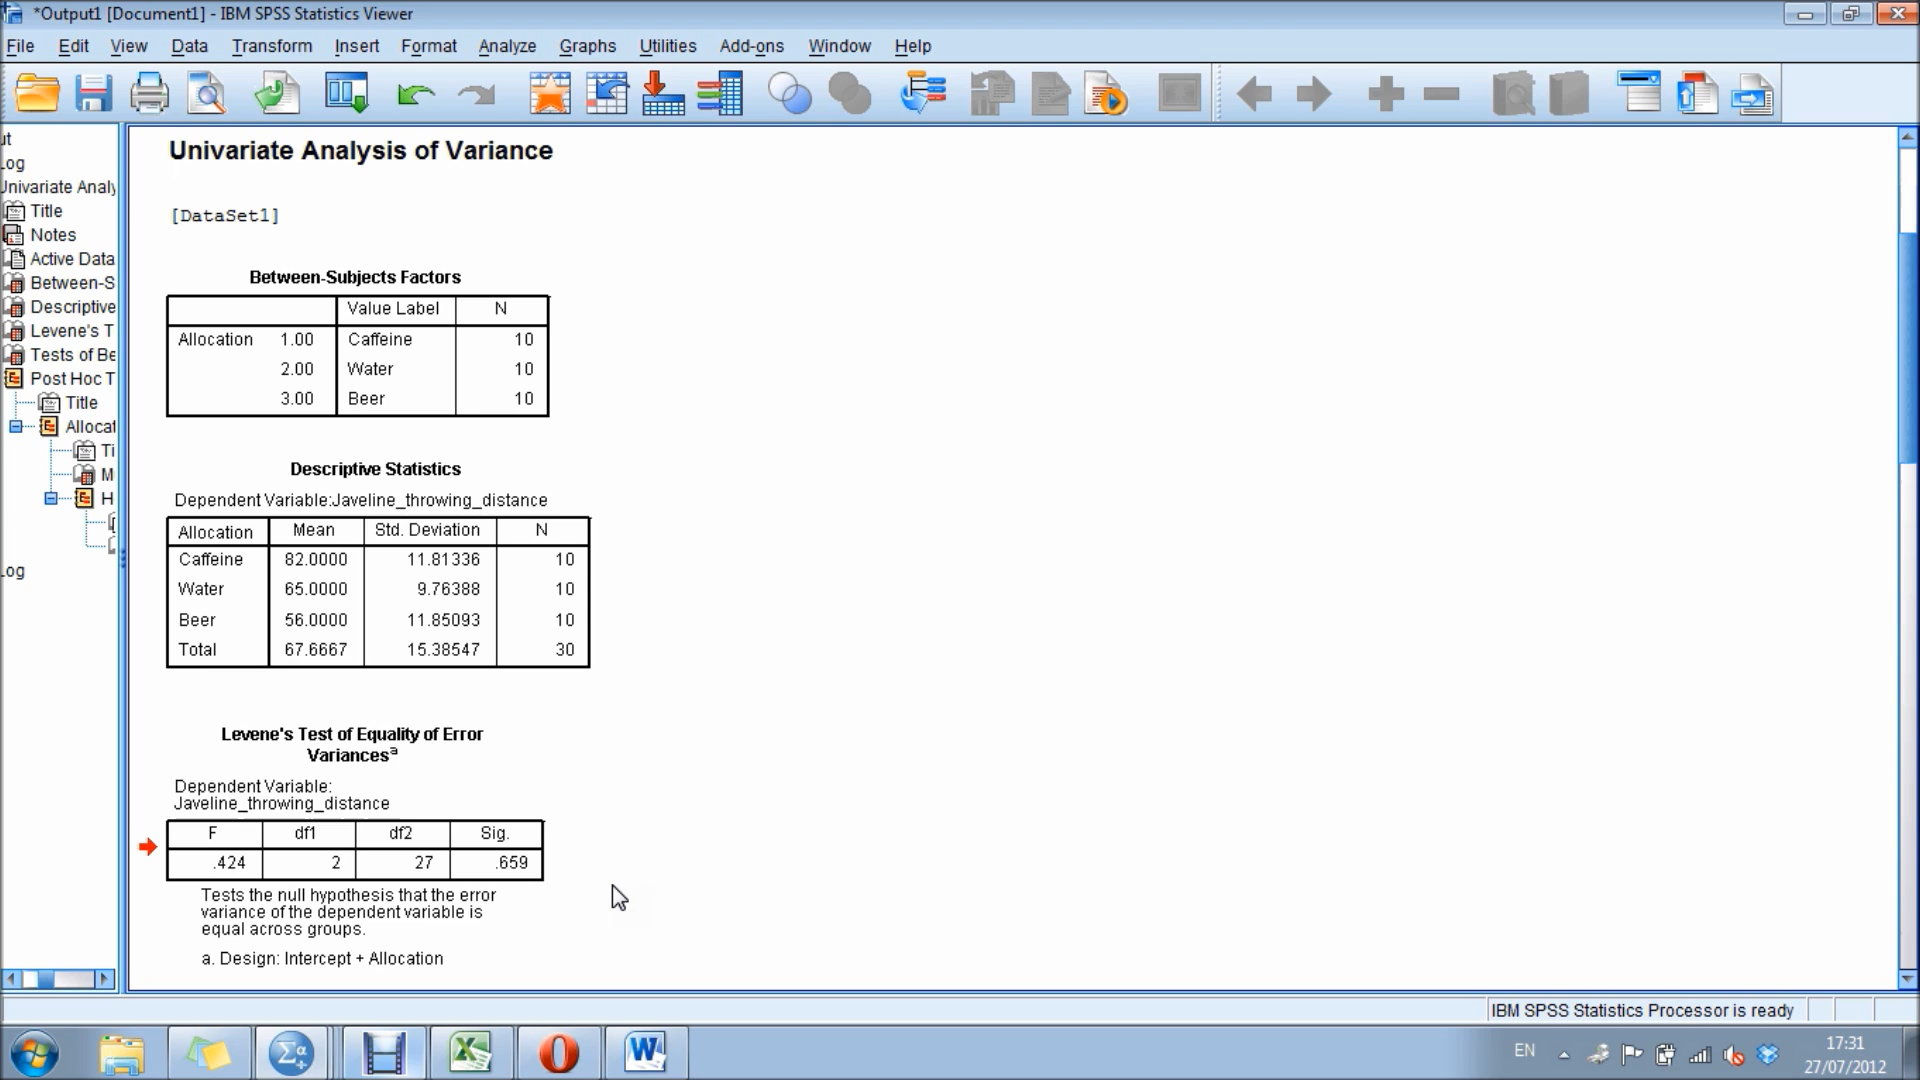 *Output1 [Document1] - IBM SPSS Statistics Viewer
File Edit View Data Transform Insert Format Analyze Graphs Utilities Add-ons Window Help
Log
Univariate Analy
Title
Notes
Active Data
Between-S
Descriptive
Levene's T
Tests of Be
Post Hoc T
Title
Allocat
Ti
M
H
Log
Univariate Analysis of Variance
[DataSet1]
Between-Subjects Factors
Value Label N
Allocation 1.00 Caffeine 10
2.00 Water 10
3.00 Beer 10
Descriptive Statistics
Dependent Variable:Javeline_throwing_distance
Allocation Mean Std. Deviation N
Caffeine 82.0000 11.81336 10
Water 65.0000 9.76388 10
Beer 56.0000 11.85093 10
Total 67.6667 15.38547 30
Levene's Test of Equality of Error
Variancesª
Dependent Variable:
Javeline_throwing_distance
F df1 df2 Sig.
.424 2 27 .659
Tests the null hypothesis that the error
variance of the dependent variable is
equal across groups.
a. Design: Intercept + Allocation
IBM SPSS Statistics Processor is ready
EN
17:31
27/07/2012